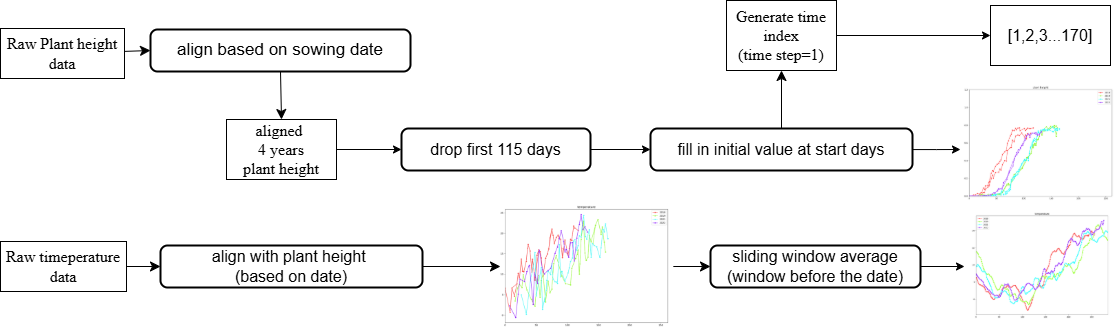 Raw Plant height
data
align based on sowing date
Generate time
index
(time step=1)
[1,2,3...170]
aligned
4 years
plant height
drop first 115 days
fill in initial value at start days
Raw timeperature
data
align with plant height
(based on date)
temperature
sliding window average
(window before the date)